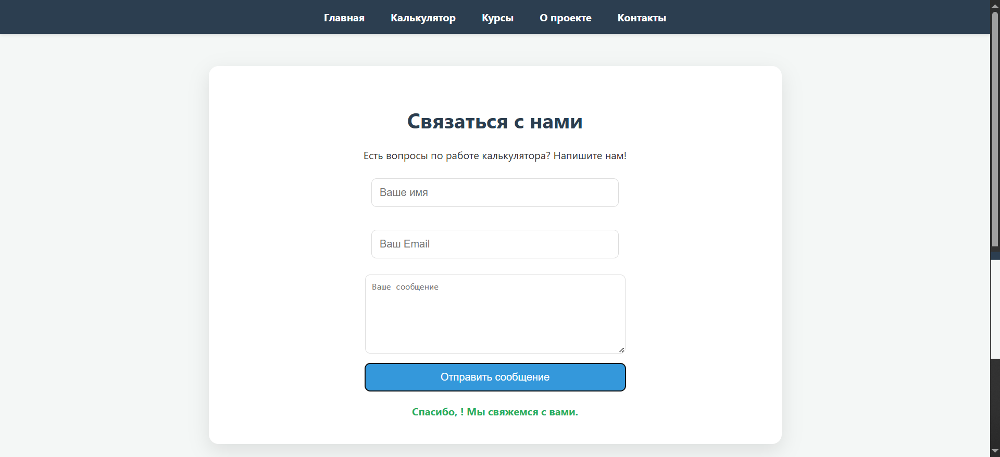 Главная Калькулятор Курсы О проекте Контакты
Связаться с нами
Есть вопросы по работе калькулятора? Напишите нам!
Ваше имя
Ваш Email
Ваше сообщение
Отправить сообщение
Спасибо, ! Мы свяжемся с вами.